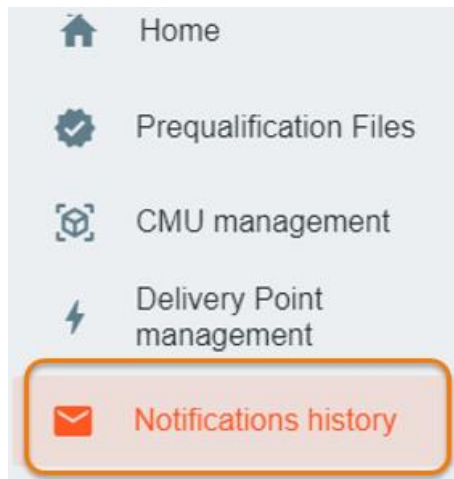 Home
Prequalification Files
CMU management
Delivery Point
management
Notifications history